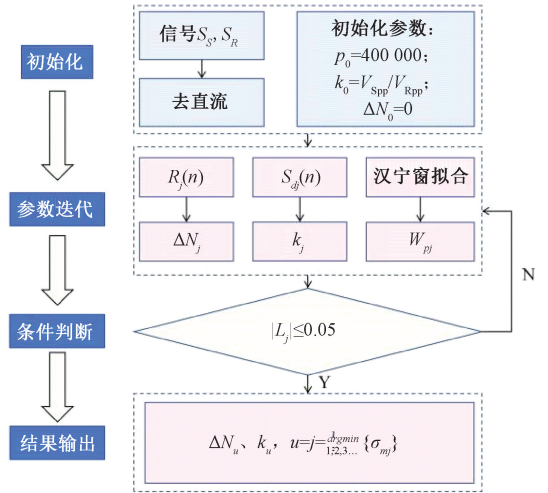 初始化
信号S_S, S_R
去直流
初始化参数:
p_0=400 000;
k_0=V_Spp/V_Rpp;
ΔN_0=0
参数迭代
R_j(n)
S_dj(n)
汉宁窗拟合
ΔN_j
k_j
W_pj
N
条件判断
|L_j|≤0.05
Y
结果输出
ΔN_u、k_u, u=j=argmin{σ_mj}
1,2,3…